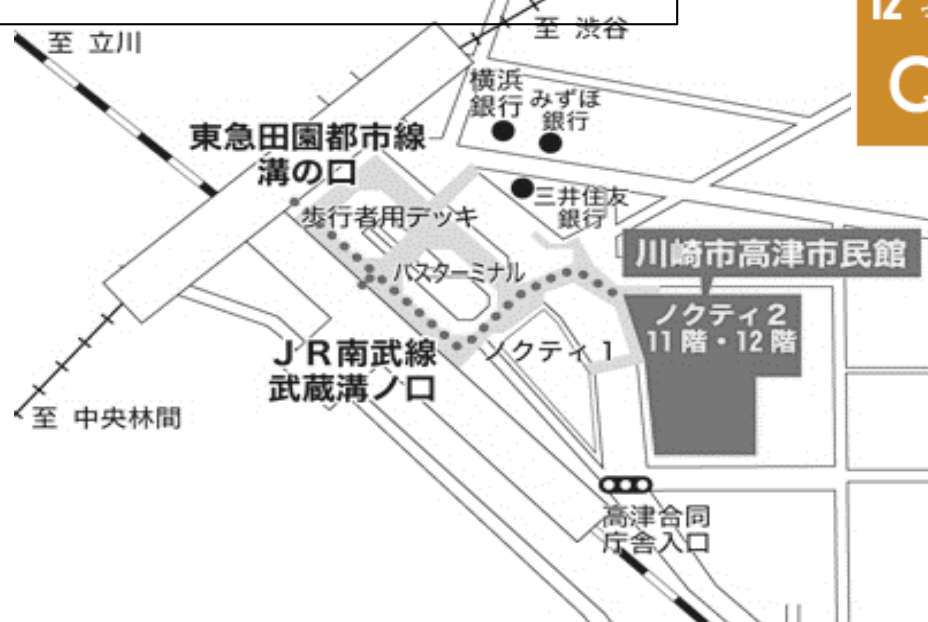 12
Q
至 立川
至 渋谷
横浜
銀行
みずほ
銀行
東急田園都市線
溝の口
三井住友
銀行
歩行者用デッキ
川崎市高津市民館
バスターミナル
ノクティ2
11階・12階
JR南武線
武蔵溝ノ口
ノクティ1
至 中央林間
高津合同
庁舎入口